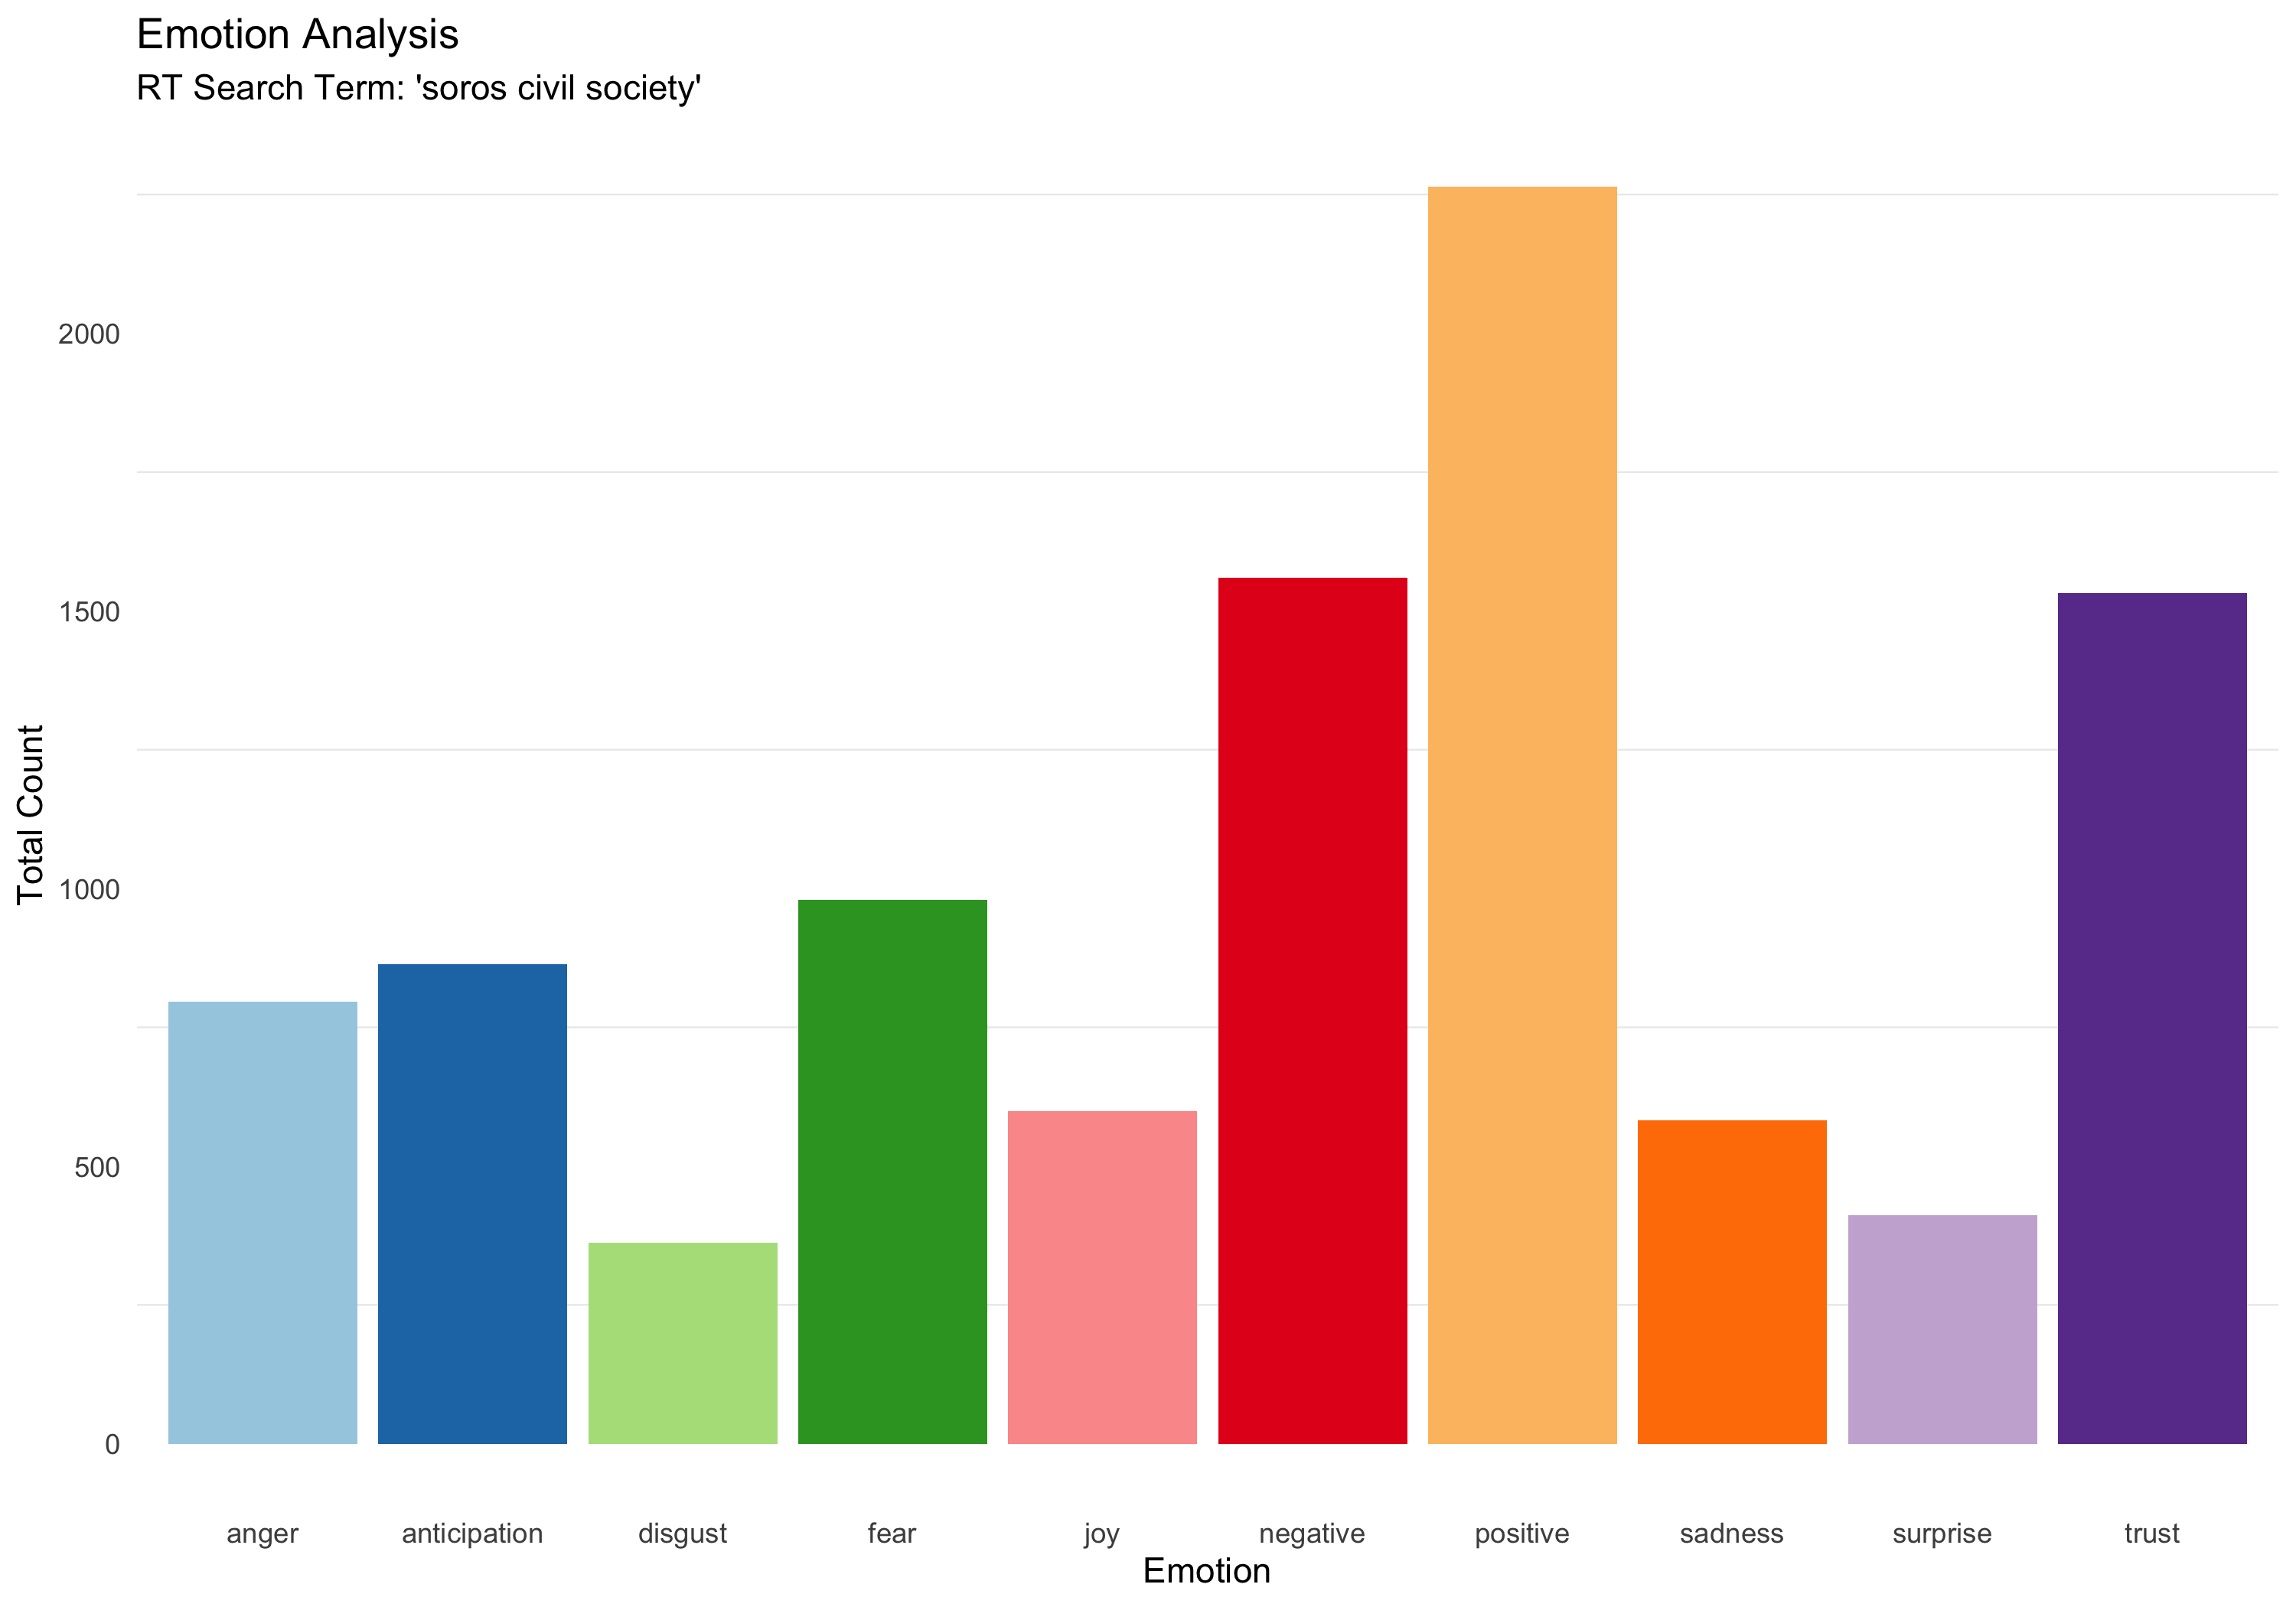 Emotion Analysis
RT Search Term: 'soros civil society'
Total Count
2000
1500
1000
500
0
anger anticipation disgust fear joy negative positive sadness surprise trust
Emotion